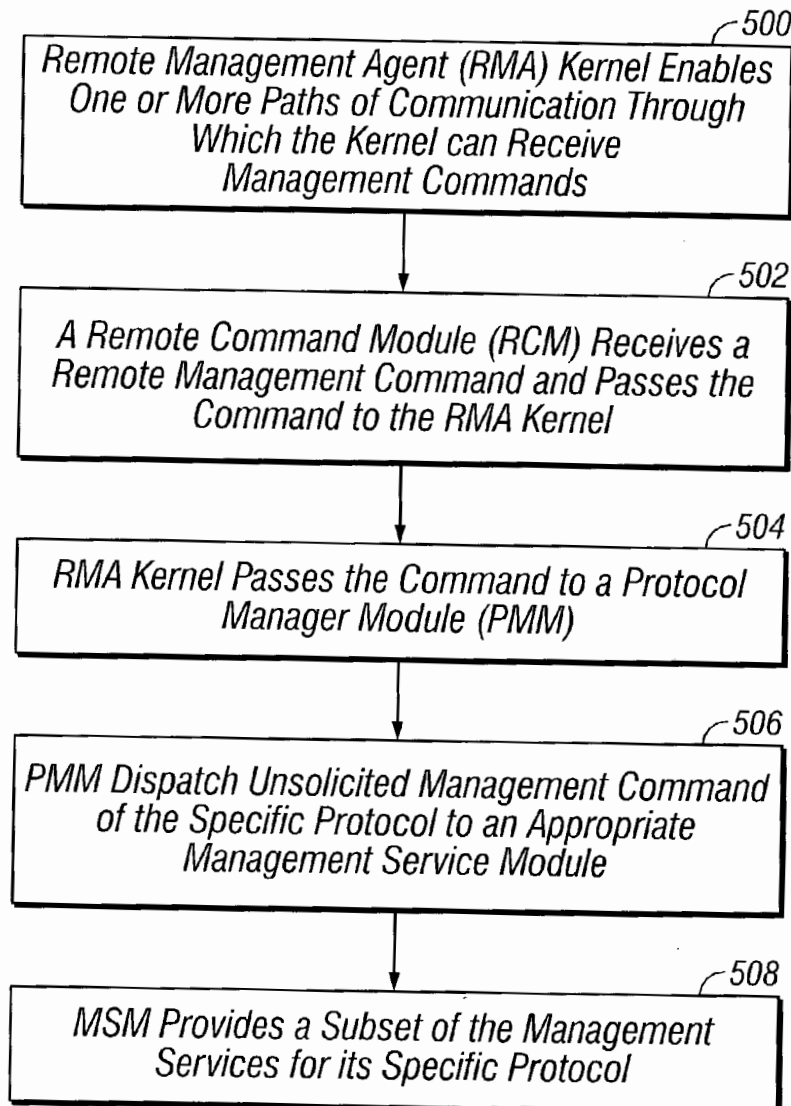 500
Remote Management Agent (RMA) Kernel Enables
One or More Paths of Communication Through
Which the Kernel can Receive
Management Commands
502
A Remote Command Module (RCM) Receives a
Remote Management Command and Passes the
Command to the RMA Kernel
504
RMA Kernel Passes the Command to a Protocol
Manager Module (PMM)
506
PMM Dispatch Unsolicited Management Command
of the Specific Protocol to an Appropriate
Management Service Module
508
MSM Provides a Subset of the Management
Services for its Specific Protocol